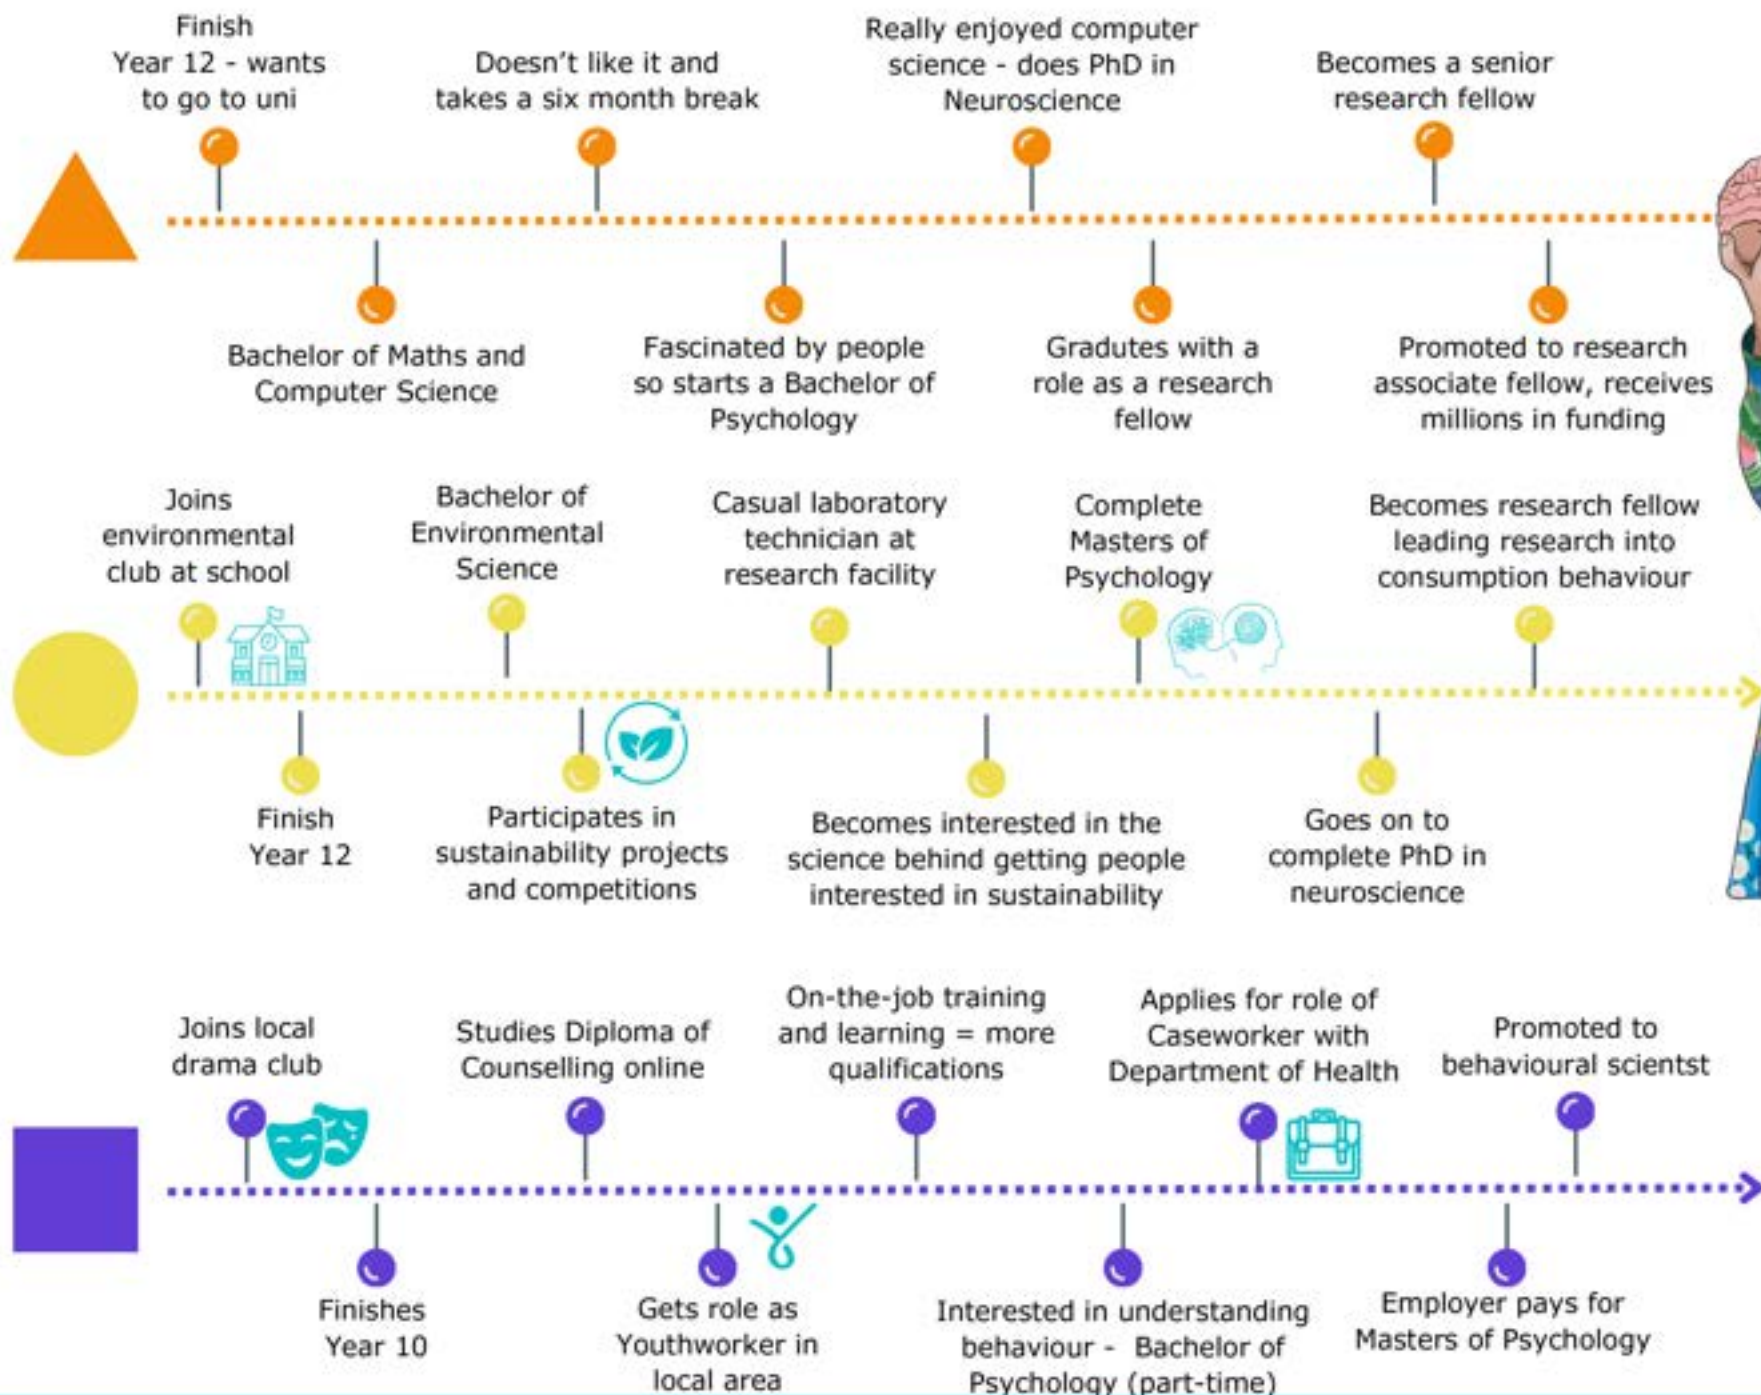 Finish
Year 12 - wants
to go to uni
Bachelor of Maths and
Computer Science
Doesn't like it and
takes a six month break
Fascinated by people
so starts a Bachelor of
Psychology
Really enjoyed computer
science - does PhD in
Neuroscience
Gradutes with a
role as a research
fellow
Becomes a senior
research fellow
Promoted to research
associate fellow, receives
millions in funding
Joins
environmental
club at school
Finish
Year 12
Bachelor of
Environmental
Science
Participates in
sustainability projects
and competitions
Casual laboratory
technician at
research facility
Becomes interested in the
science behind getting people
interested in sustainability
Complete
Masters of
Psychology
Goes on to
complete PhD in
neuroscience
Becomes research fellow
leading research into
consumption behaviour
Joins local
drama club
Finishes
Year 10
Studies Diploma of
Counselling online
Gets role as
Youthworker in
local area
On-the-job training
and learning = more
qualifications
Interested in understanding
behaviour - Bachelor of
Psychology (part-time)
Applies for role of
Caseworker with
Department of Health
Employer pays for
Masters of Psychology
Promoted to
behavioural scientst